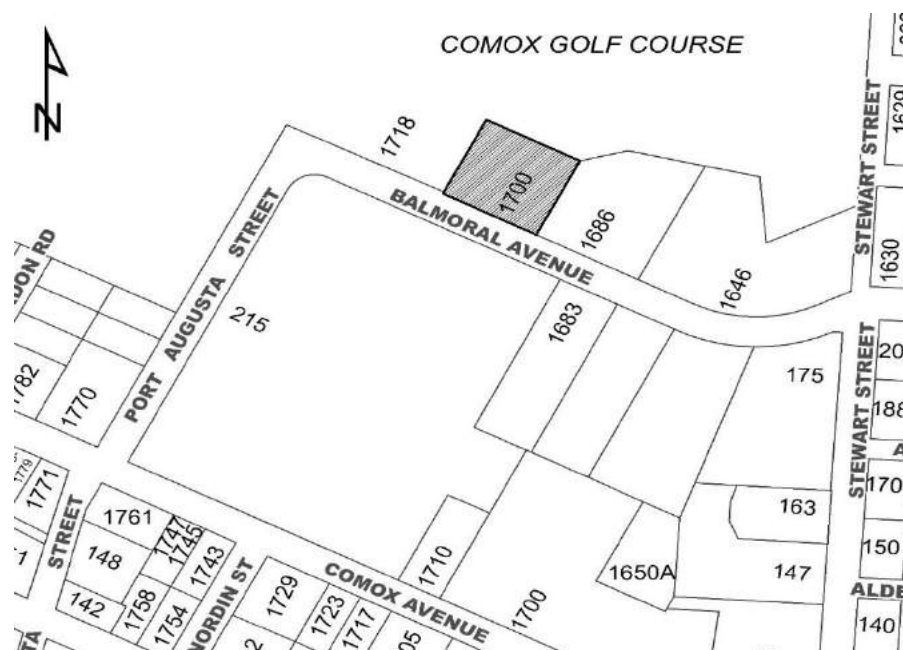 COMOX GOLF COURSE
N
1718
1700
BALMORAL AVENUE
1686
1646
STEWART STREET
1629
1630
PORT AUGUSTA STREET
215
1683
175
STEWART STREET
188
170
163
150
147
ALDE
140
1782
1770
1779
1771
STREET
1761
1747
1745
1743
148
142
1758
1754
NORDIN ST
1729
1723
1717
COMOX AVENUE
1710
1700
1650A